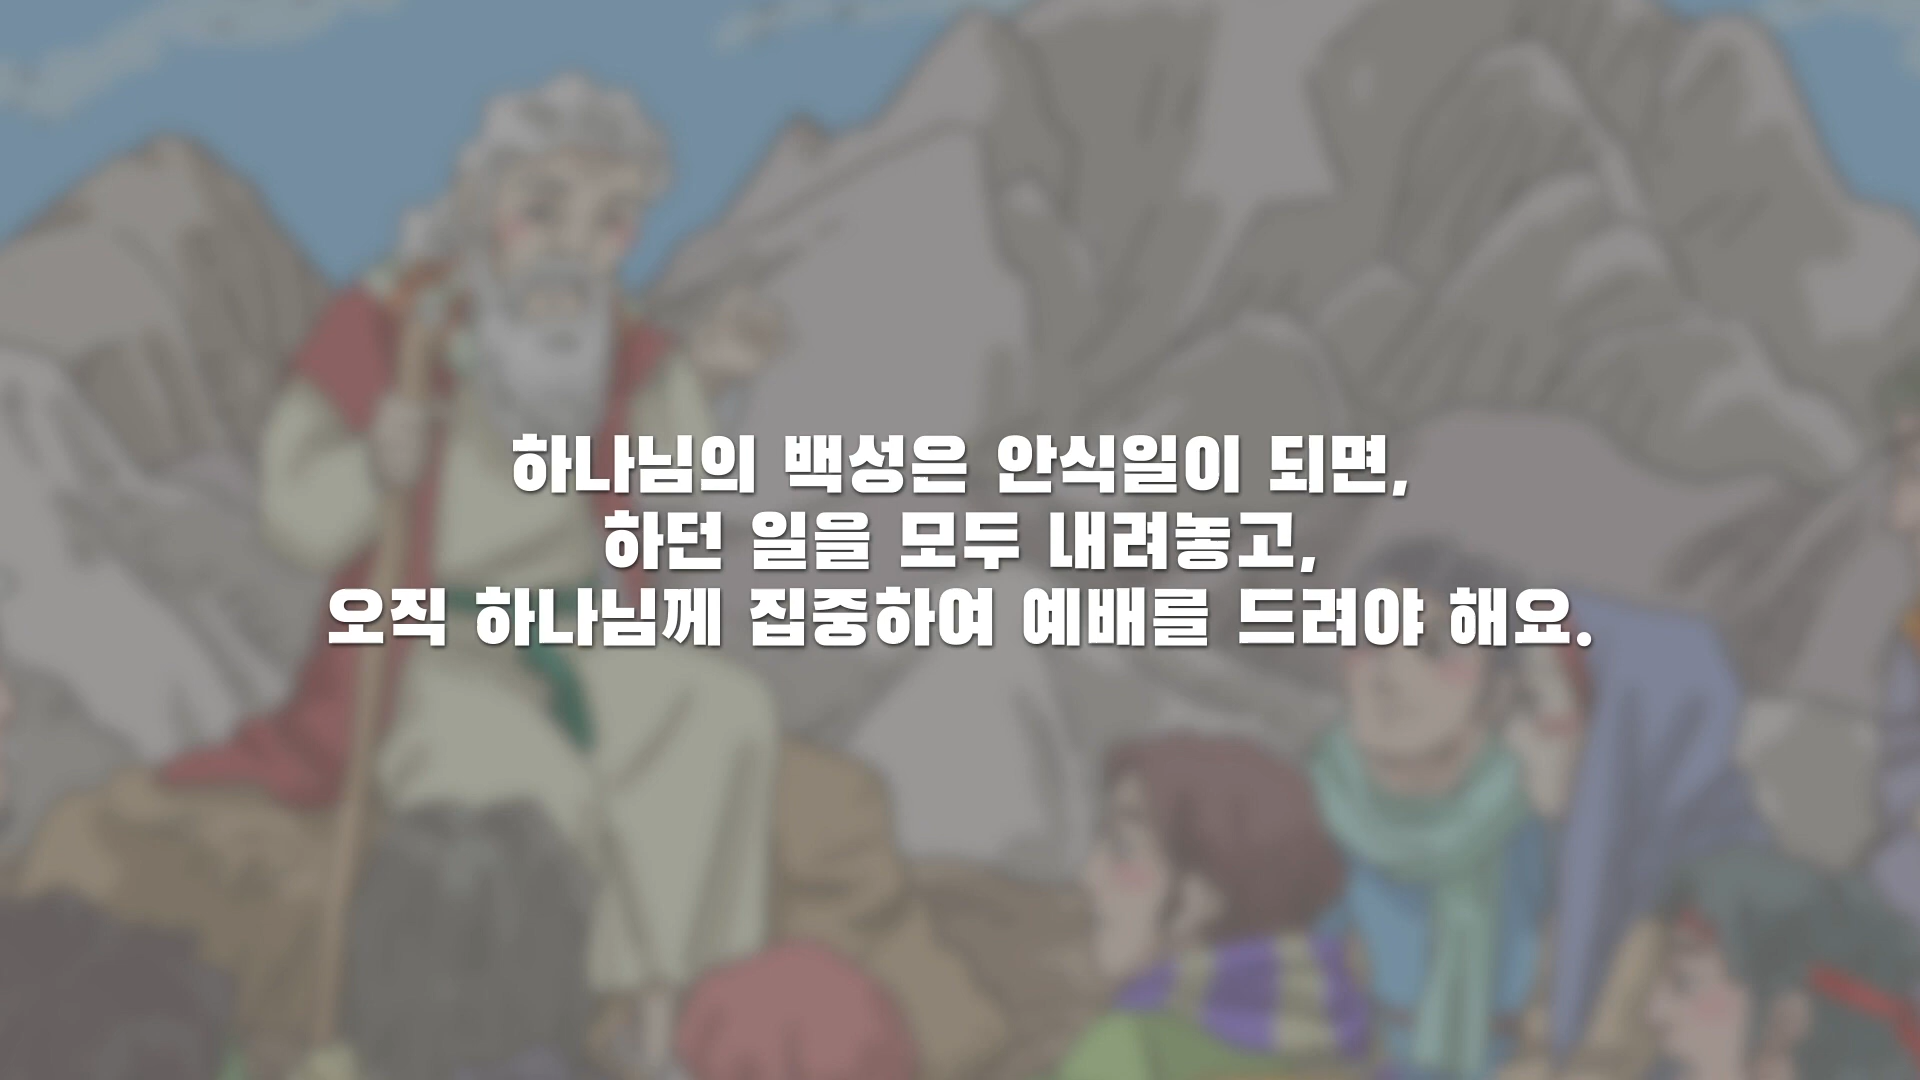 하나님의 백성은 안식일이 되면,
하던 일을 모두 내려놓고,
오직 하나님께 집중하여 예배를 드려야 해요.